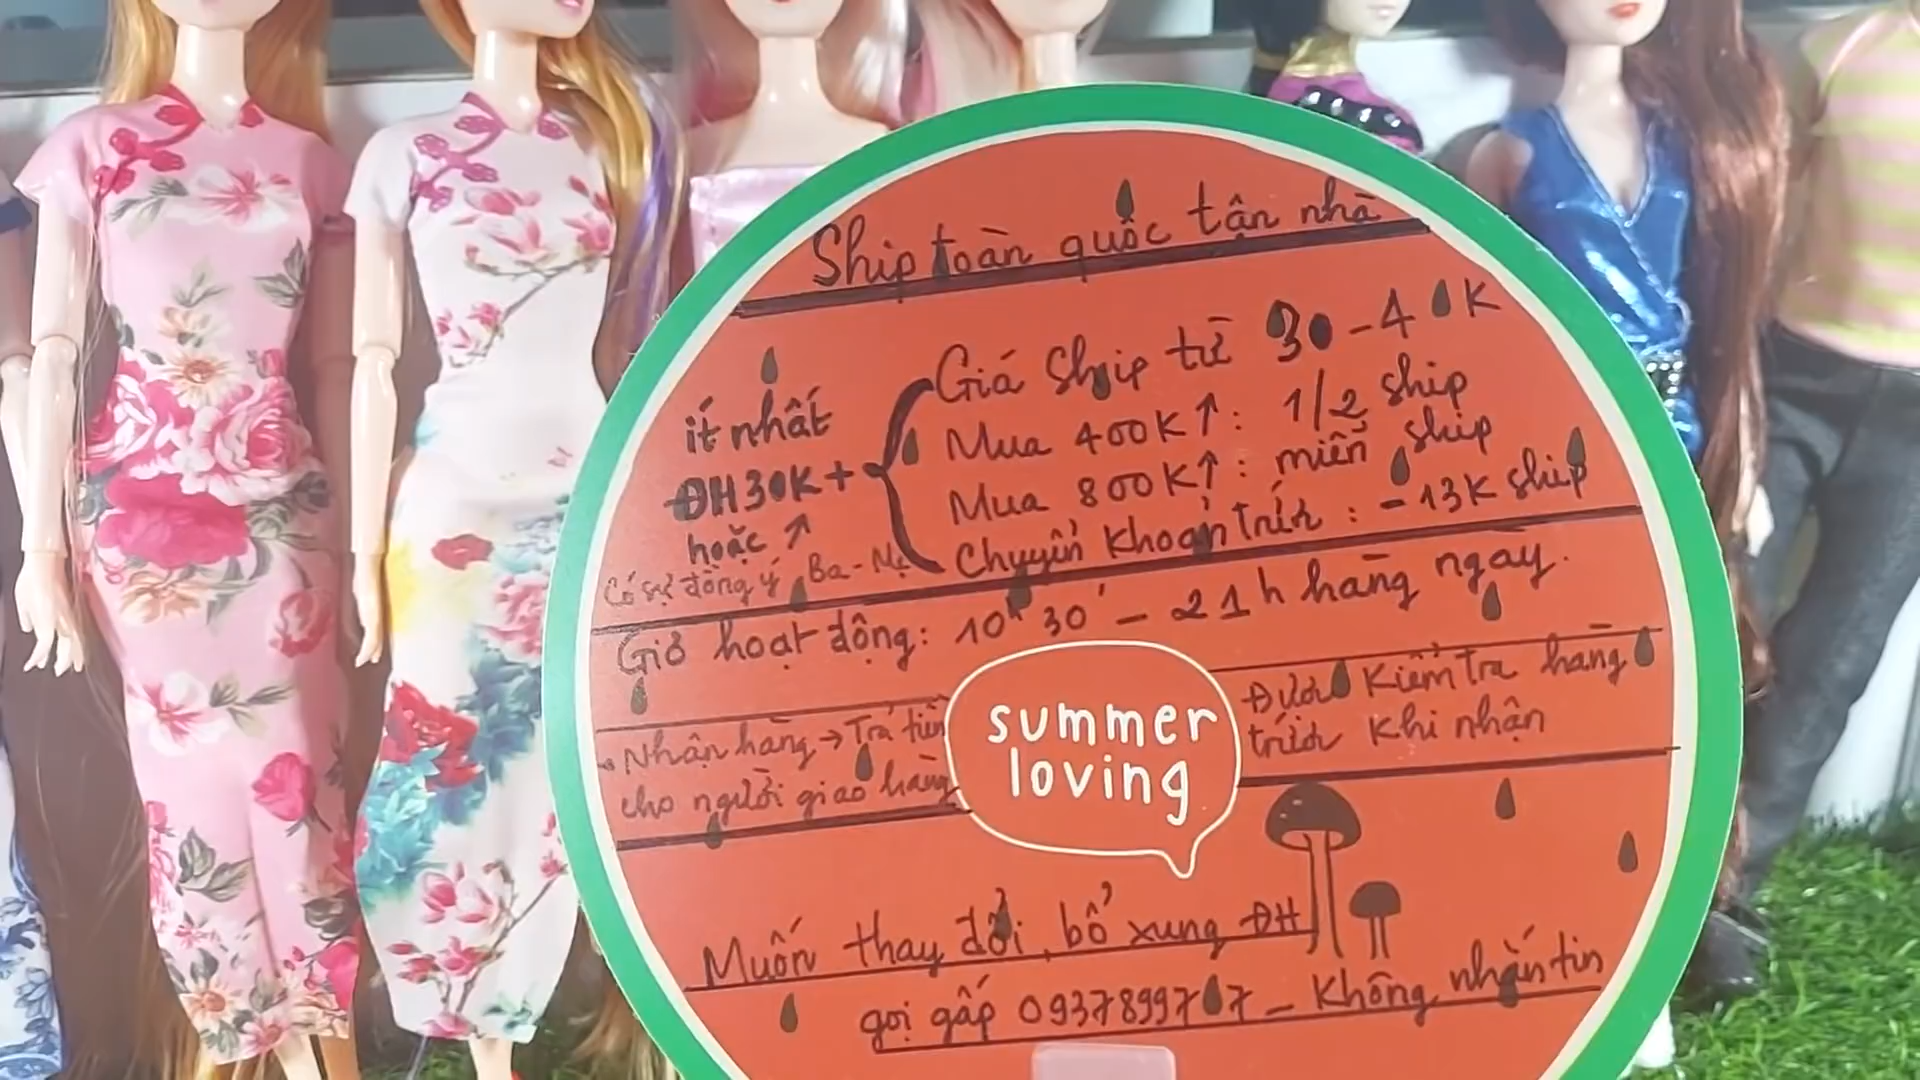 Ship toàn quốc tận nhà
Giá Ship từ 30-40K
ít nhất
Mua 400K↑: 1/2 ship
ĐH30K+
Mua 800K↑: miễn ship
hoặc ↗
Chuyển khoản trước: -13K ship
Có sự đồng ý Ba-Mẹ
Giờ hoạt động: 10h30' - 21h hàng ngày.
Nhận hàng → Trả tiền
cho người giao hàng
summer
loving
Được Kiểm Tra hàng
trước khi nhận
Muốn thay đổi, bổ xung ĐH
gọi gấp - Không nhắn tin